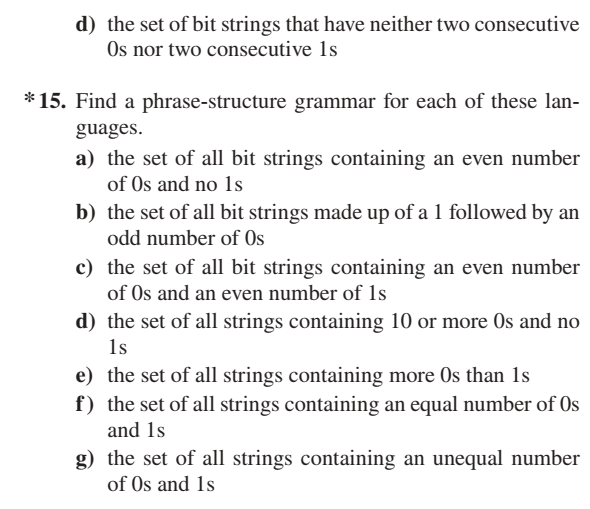 d) the set of bit strings that have neither two consecutive
0s nor two consecutive 1s
*15. Find a phrase-structure grammar for each of these lan-
guages.
a) the set of all bit strings containing an even number
of 0s and no 1s
b) the set of all bit strings made up of a 1 followed by an
odd number of 0s
c) the set of all bit strings containing an even number
of 0s and an even number of 1s
d) the set of all strings containing 10 or more 0s and no
1s
e) the set of all strings containing more 0s than 1s
f) the set of all strings containing an equal number of 0s
and 1s
g) the set of all strings containing an unequal number
of 0s and 1s